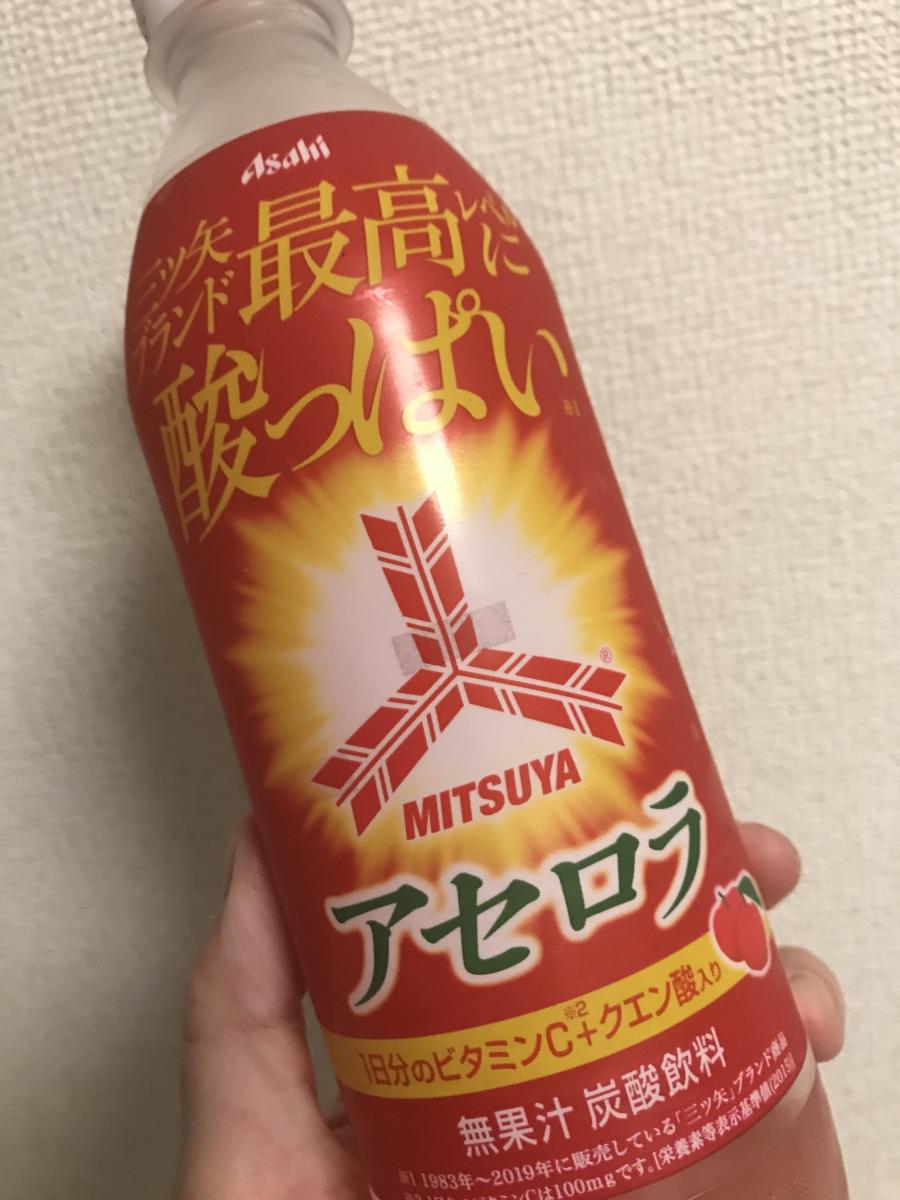 Asahi
三ツ矢
ブランド最高レベルに
酸っぱい
※1
®
MITSUYA
アセロラ
1日分のビタミンC※2+クエン酸入り
無果汁 炭酸飲料
※1 1983年～2019年に販売している「三ツ矢」ブランド商品
ビタミンCは100mgです。[栄養素等表示基準値(2015)]